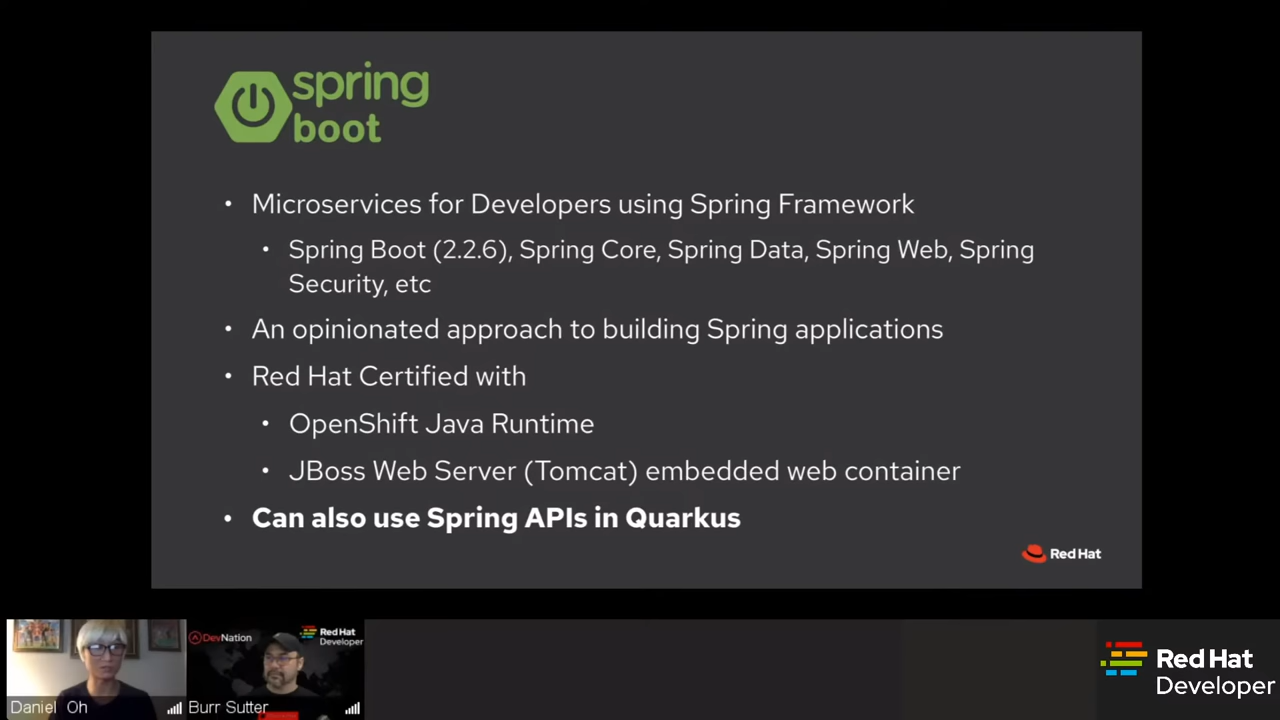 spring
boot
Microservices for Developers using Spring Framework
Spring Boot (2.2.6), Spring Core, Spring Data, Spring Web, Spring
Security, etc
An opinionated approach to building Spring applications
Red Hat Certified with
OpenShift Java Runtime
JBoss Web Server (Tomcat) embedded web container
Can also use Spring APIs in Quarkus
Red Hat
DevNation
Red Hat
Developer
Daniel Oh
Burr Sutter
Red Hat
Developer